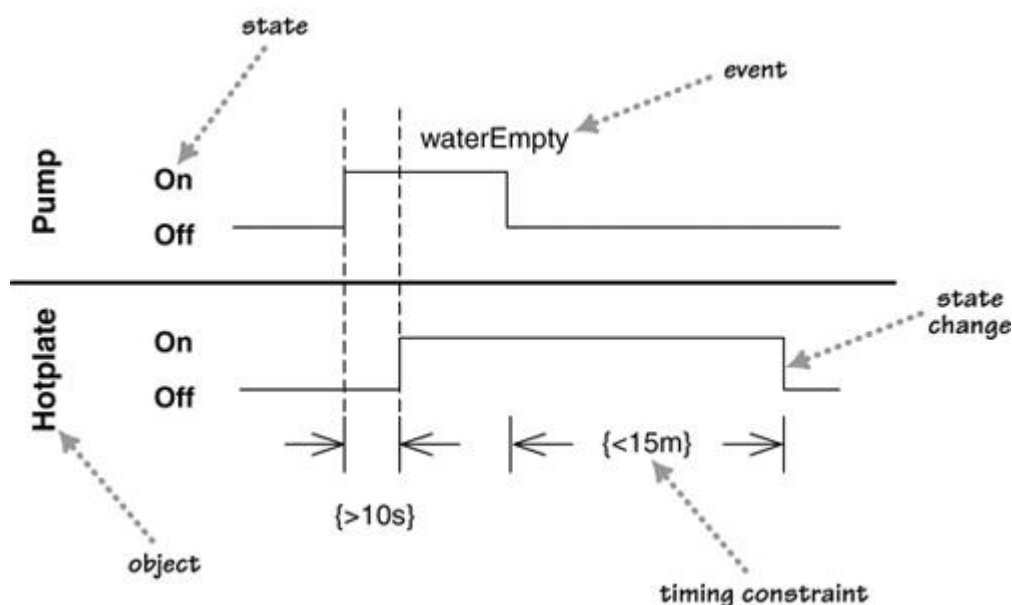 state
event
waterEmpty
Pump
On
Off
Hotplate
On
Off
state
change
{<15m}
{>10s}
object
timing constraint